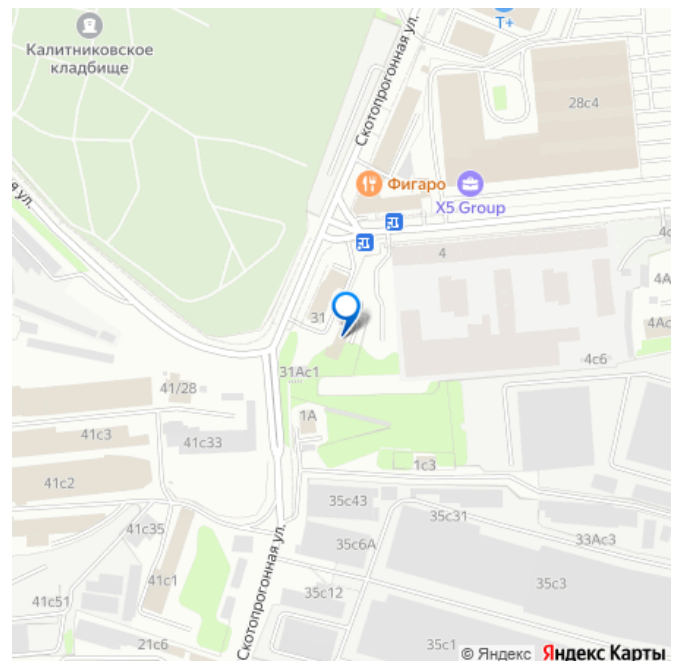 T+
Калитниковское
кладбище
Скотопрогонная ул.
28с4
Фигаро
X5 Group
я ул.
4
4с
4А
31
4Ас
4с6
31Ас1
41/28
1А
41с3
41с33
1с3
41с2
35с43
35с31
41с35
35с6А
33Ас3
Скотопрогонная ул.
41с1
35с12
35с3
41с51
21с6
35с1
© Яндекс Яндекс Карты